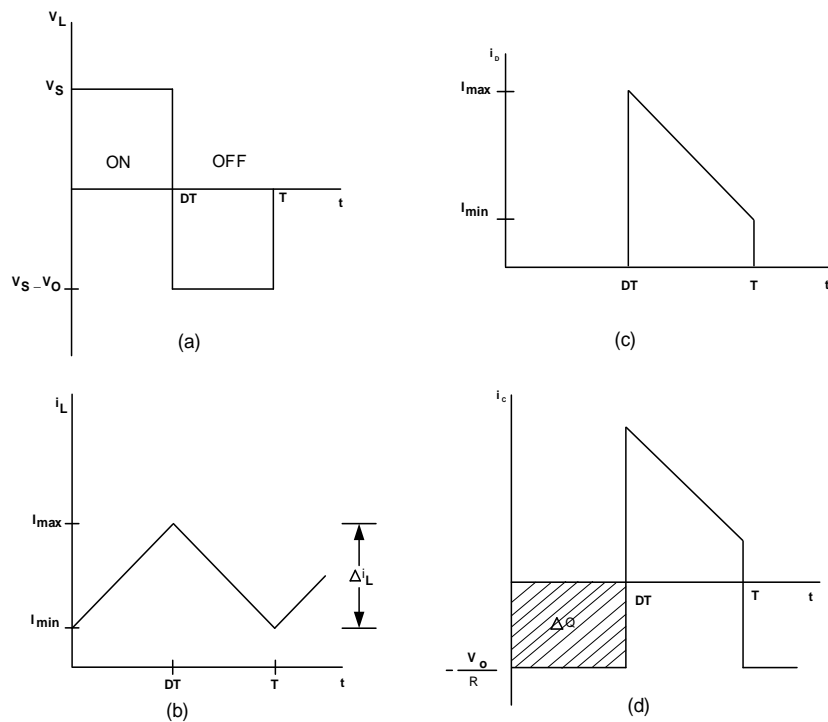 V_L
V_S
ON OFF
DT T t
V_S – V_O
(a)
i_D
I_max
I_min
DT T t
(c)
i_L
I_max
Δi_L
I_min
DT T t
(b)
i_C
DT T t
ΔQ
- V_o / R
(d)